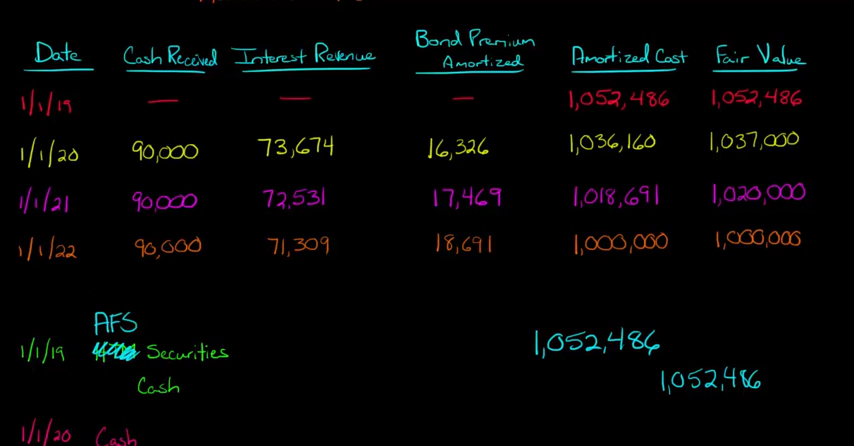 Date Cash Received Interest Revenue Bond Premium Amortized Amortized Cost Fair Value
1/1/19 — — — 1,052,486 1,052,486
1/1/20 90,000 73,674 16,326 1,036,160 1,037,000
1/1/21 90,000 72,531 17,469 1,018,691 1,020,000
1/1/22 90,000 71,309 18,691 1,000,000 1,000,000
AFS
1/1/19 Securities 1,052,486
Cash 1,052,486
1/1/20 Cash